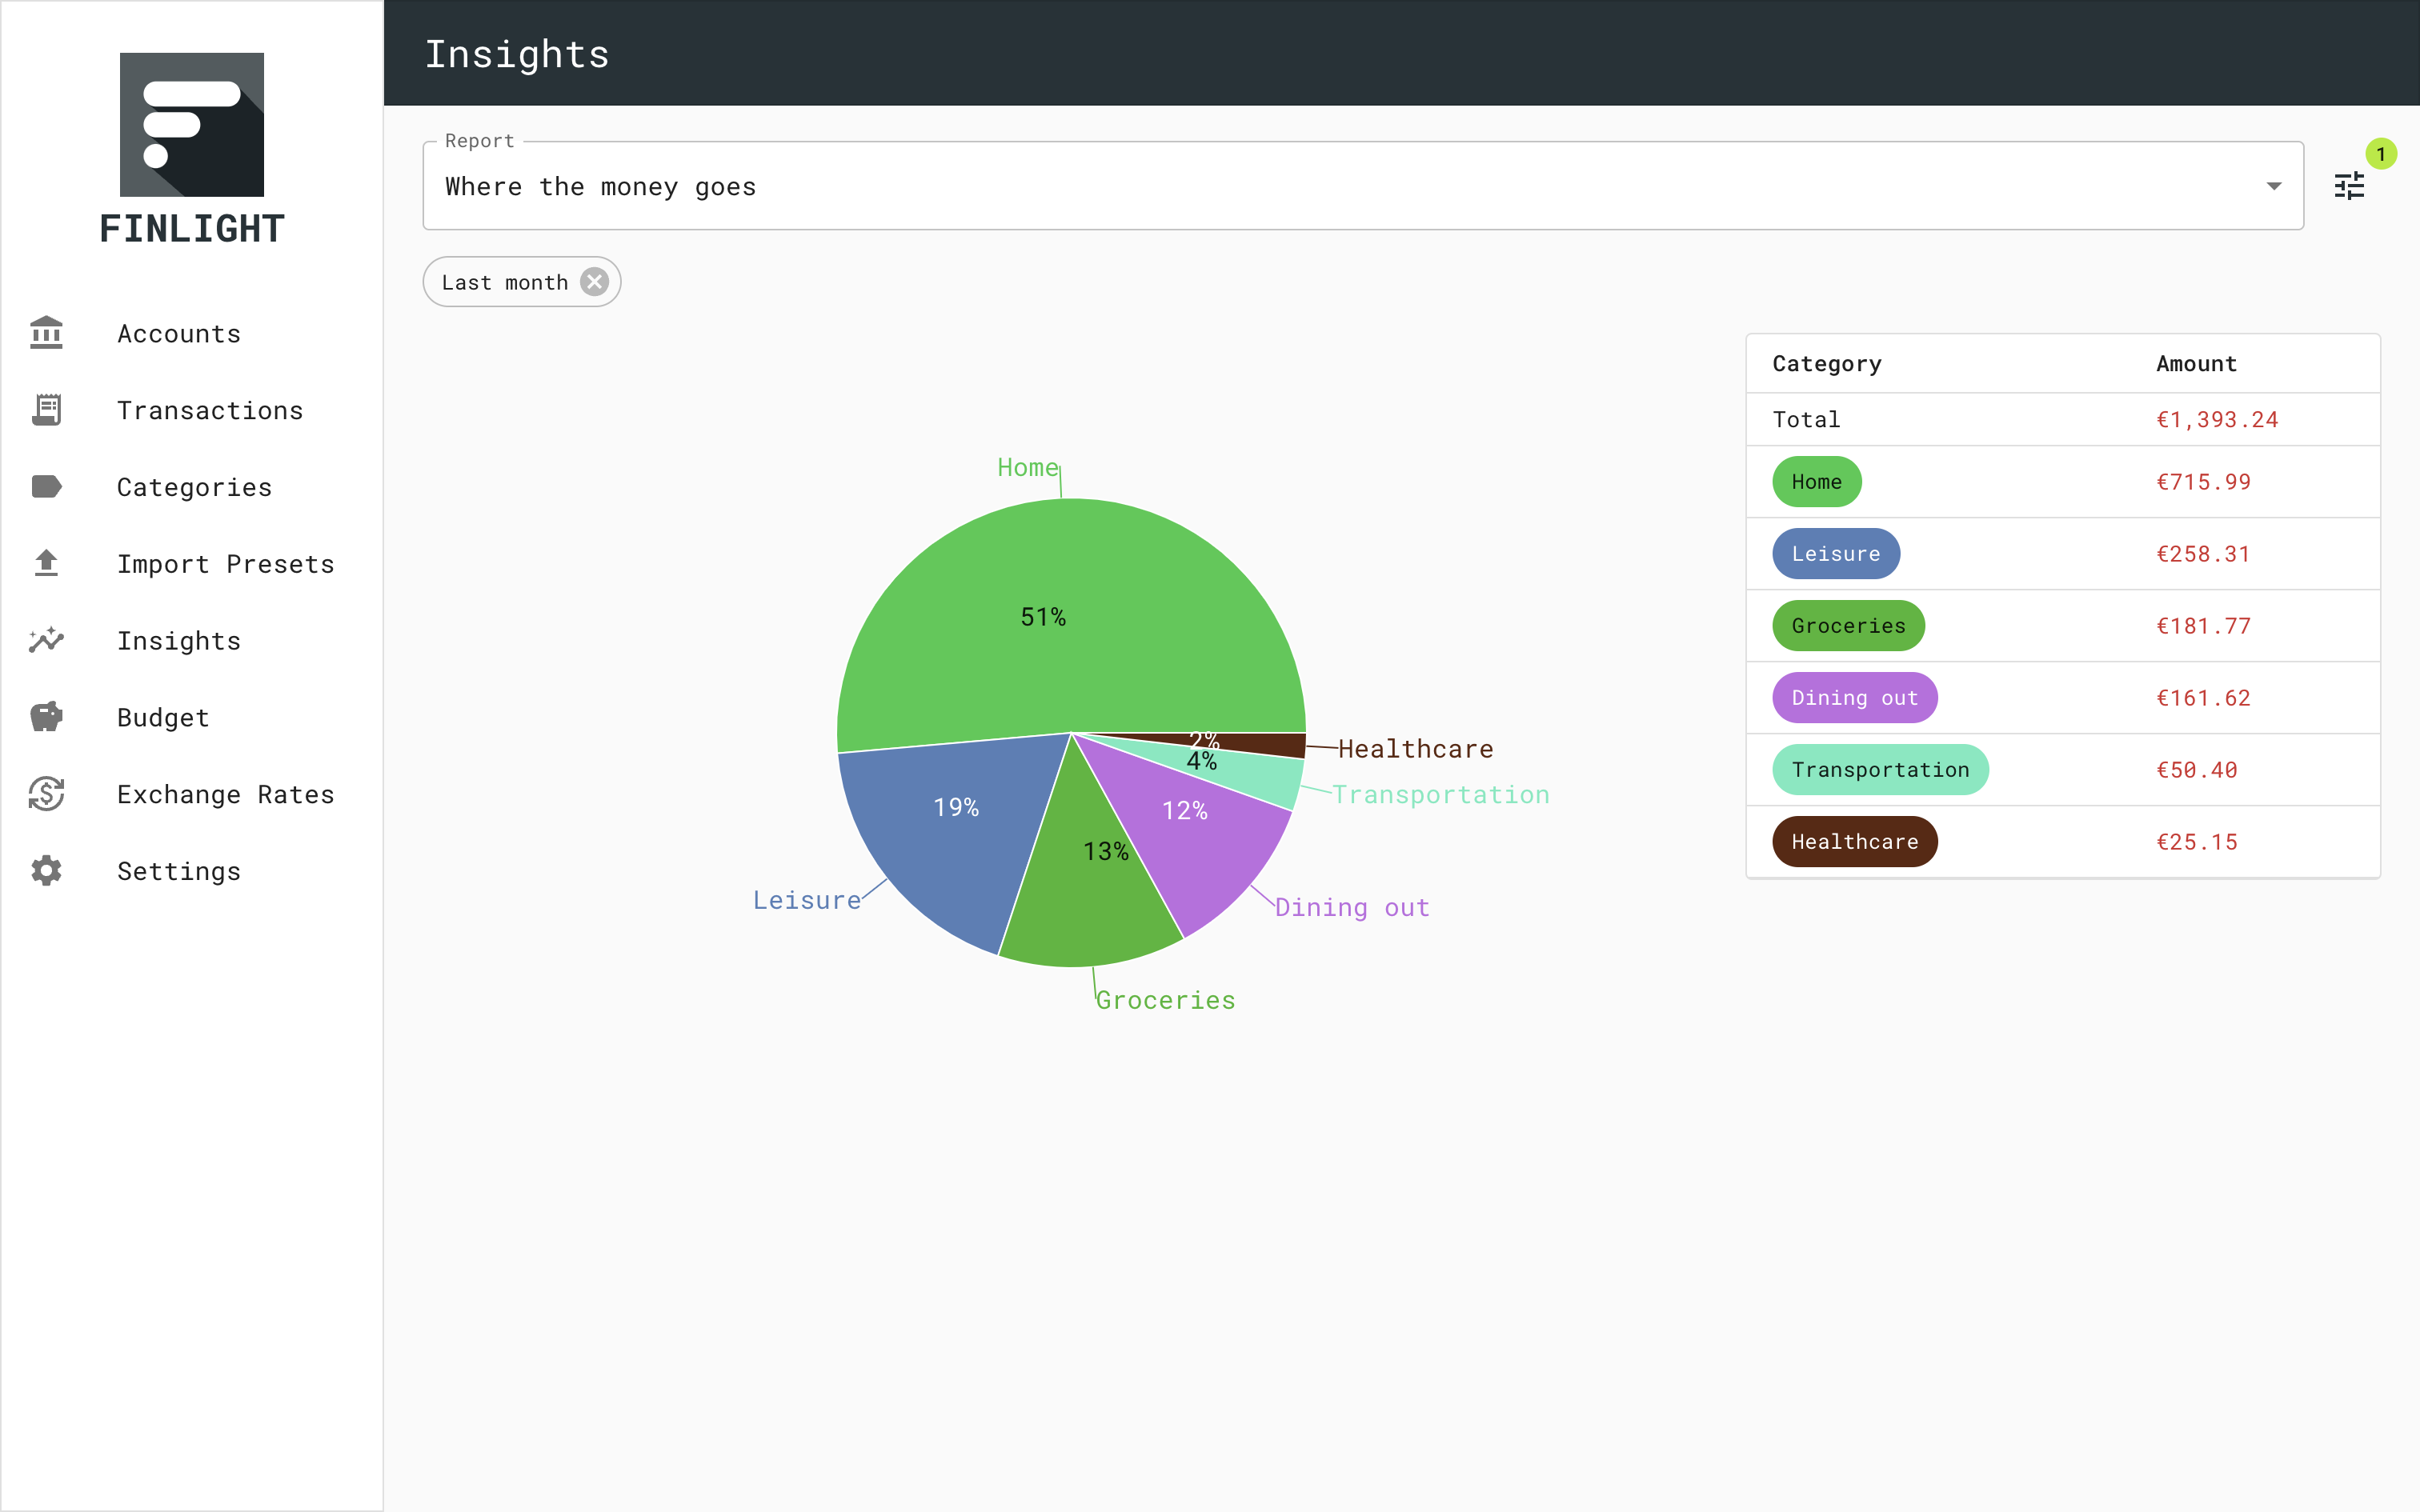 FINLIGHT
Accounts
Transactions
Categories
Import Presets
Insights
Budget
Exchange Rates
Settings
Insights
Report
Where the money goes
1
Last month
Home
51%
2%
Healthcare
4%
Transportation
19%
12%
13%
Leisure
Dining out
Groceries
Category Amount
Total €1,393.24
Home €715.99
Leisure €258.31
Groceries €181.77
Dining out €161.62
Transportation €50.40
Healthcare €25.15